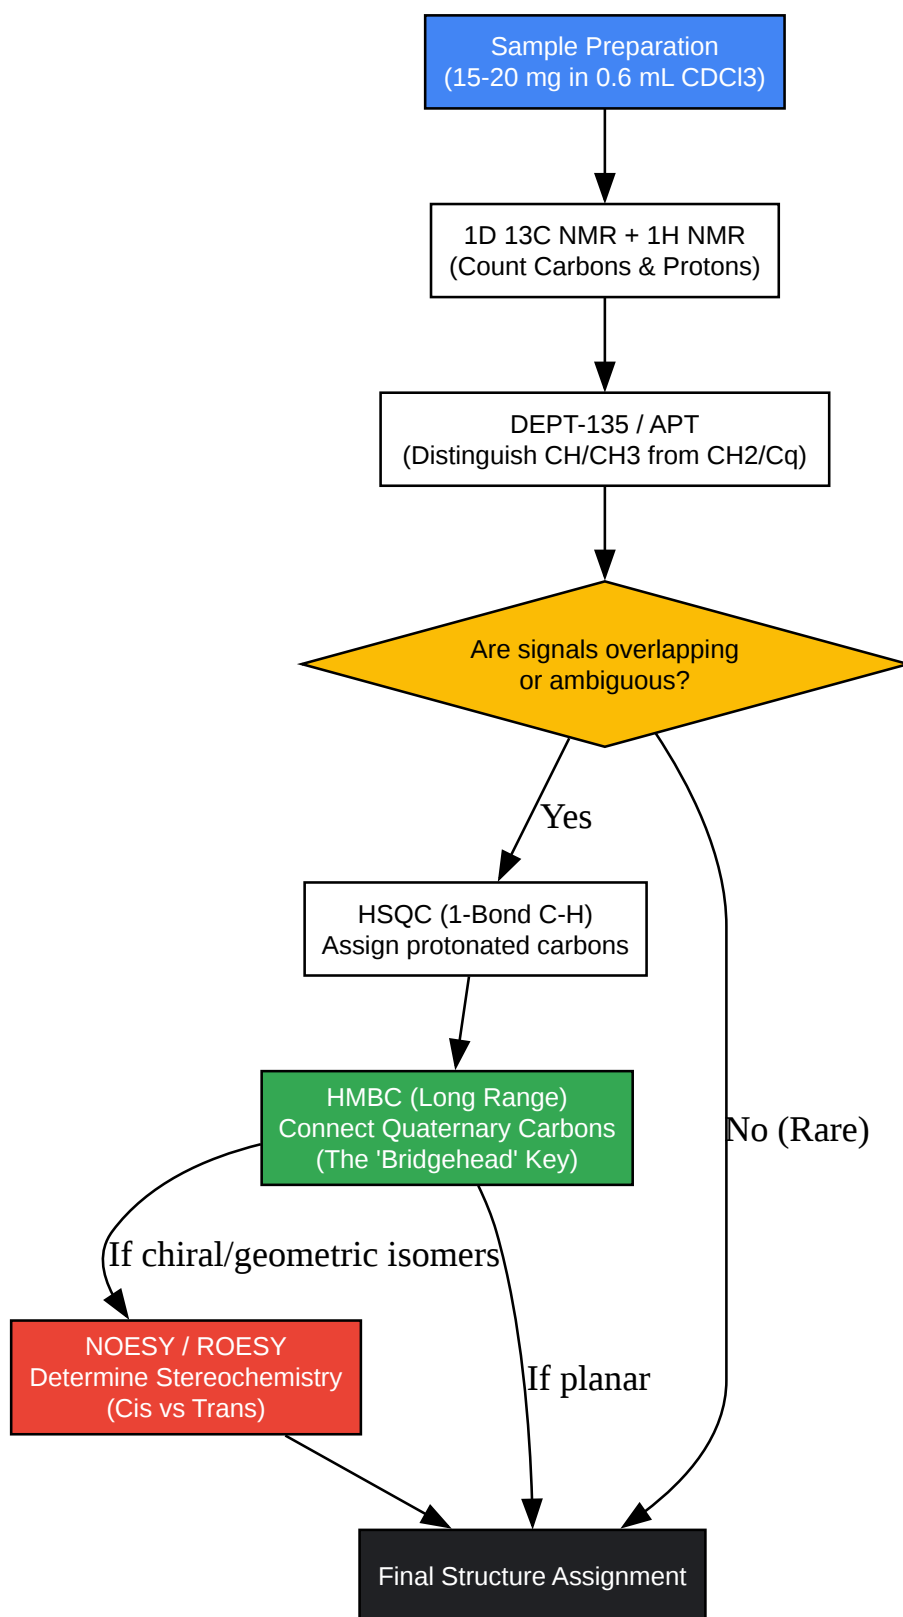 Sample Preparation
(15-20 mg in 0.6 mL CDCl3)
1D 13C NMR + 1H NMR
(Count Carbons & Protons)
DEPT-135 / APT
(Distinguish CH/CH3 from CH2/Cq)
Are signals overlapping
or ambiguous?
Yes
HSQC (1-Bond C-H)
Assign protonated carbons
HMBC (Long Range)
Connect Quaternary Carbons
(The 'Bridgehead' Key)
No (Rare)
If chiral/geometric isomers
NOESY / ROESY
Determine Stereochemistry
(Cis vs Trans)
If planar
Final Structure Assignment